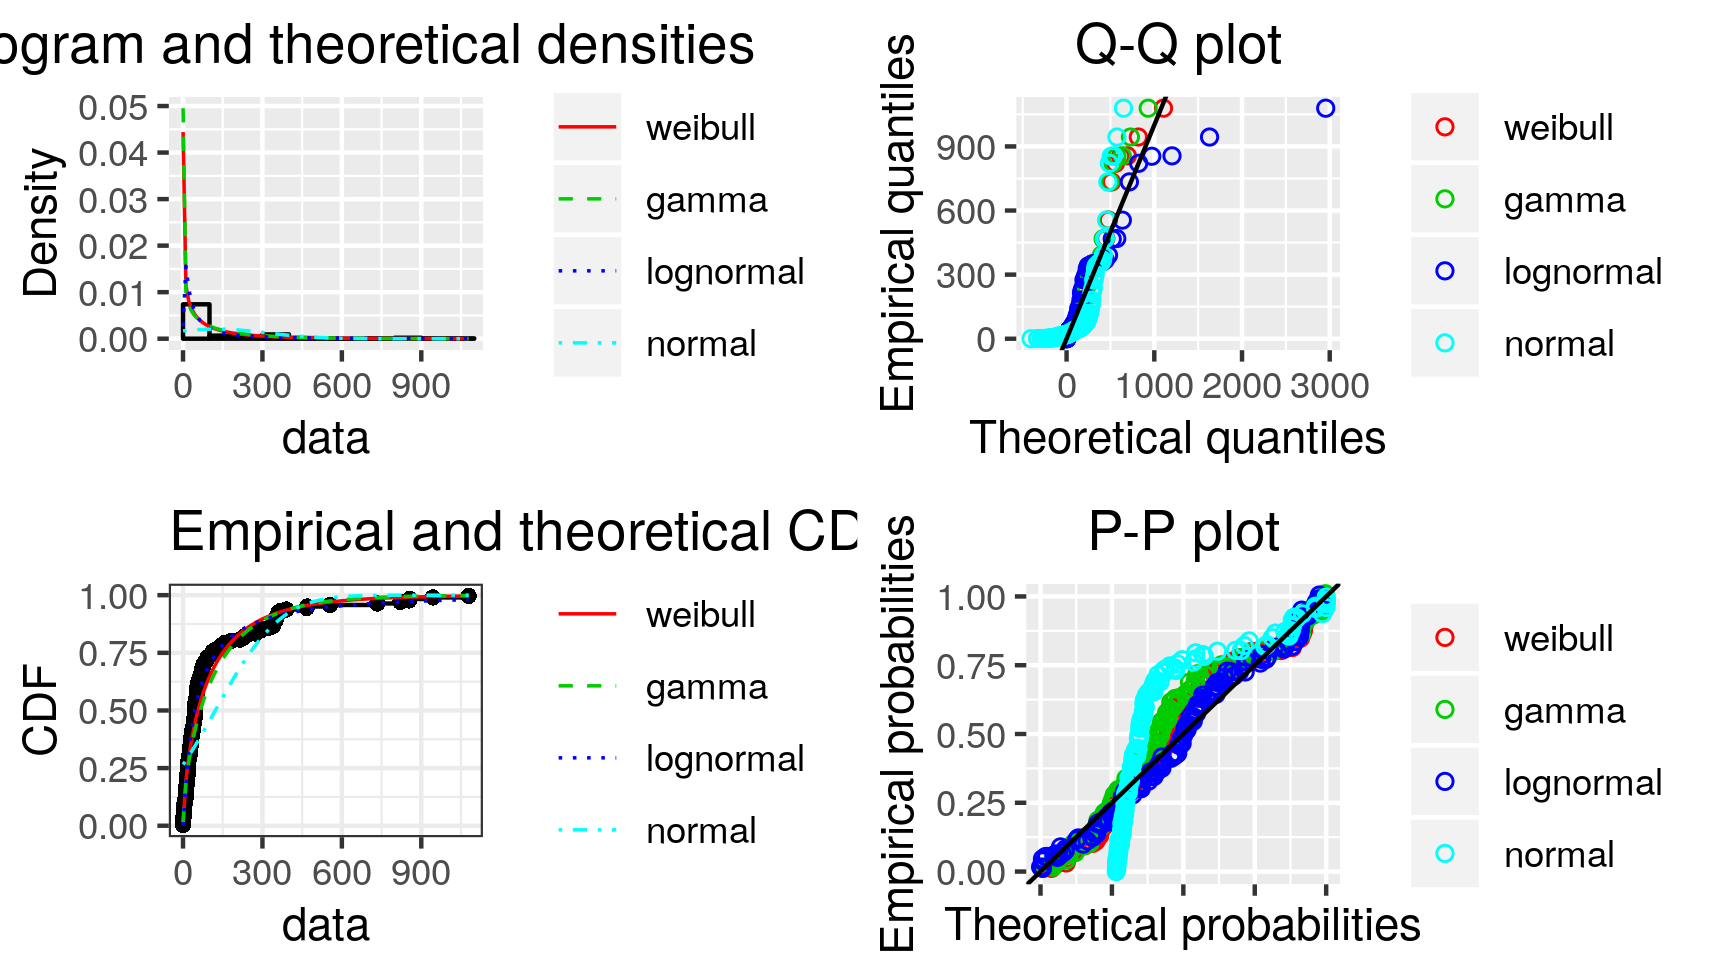 ogram and theoretical densities
Density
0.05
0.04
0.03
0.02
0.01
0.00
0 300 600 900
data
weibull
gamma
lognormal
normal
Q-Q plot
Empirical quantiles
900
600
300
0
0 1000 2000 3000
Theoretical quantiles
weibull
gamma
lognormal
normal
Empirical and theoretical CD
CDF
1.00
0.75
0.50
0.25
0.00
0 300 600 900
data
weibull
gamma
lognormal
normal
P-P plot
Empirical probabilities
1.00
0.75
0.50
0.25
0.00
Theoretical probabilities
weibull
gamma
lognormal
normal